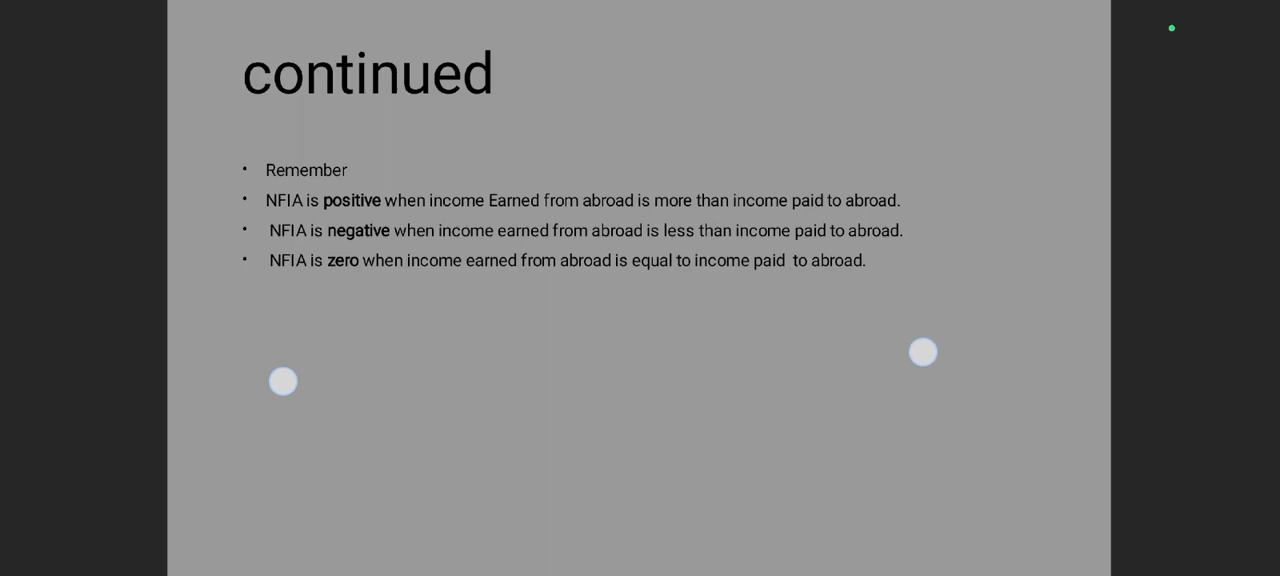 continued
• Remember
• NFIA is positive when income Earned from abroad is more than income paid to abroad.
• NFIA is negative when income earned from abroad is less than income paid to abroad.
• NFIA is zero when income earned from abroad is equal to income paid to abroad.